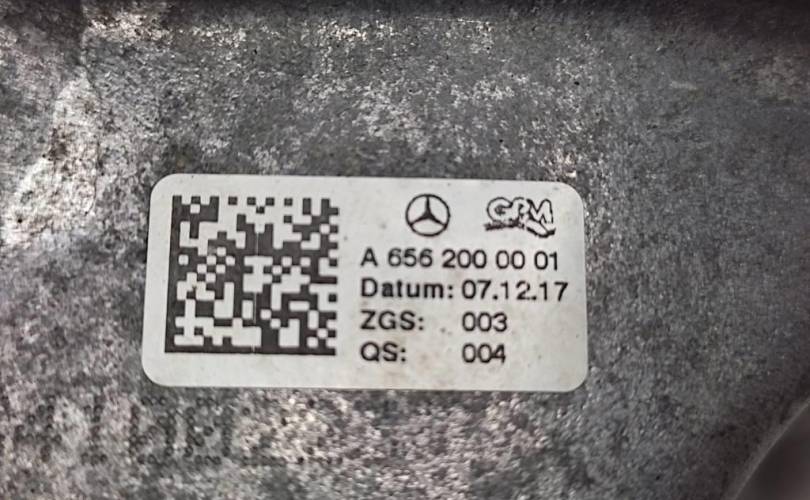 GPM
A 656 200 00 01
Datum: 07.12.17
ZGS: 003
QS: 004